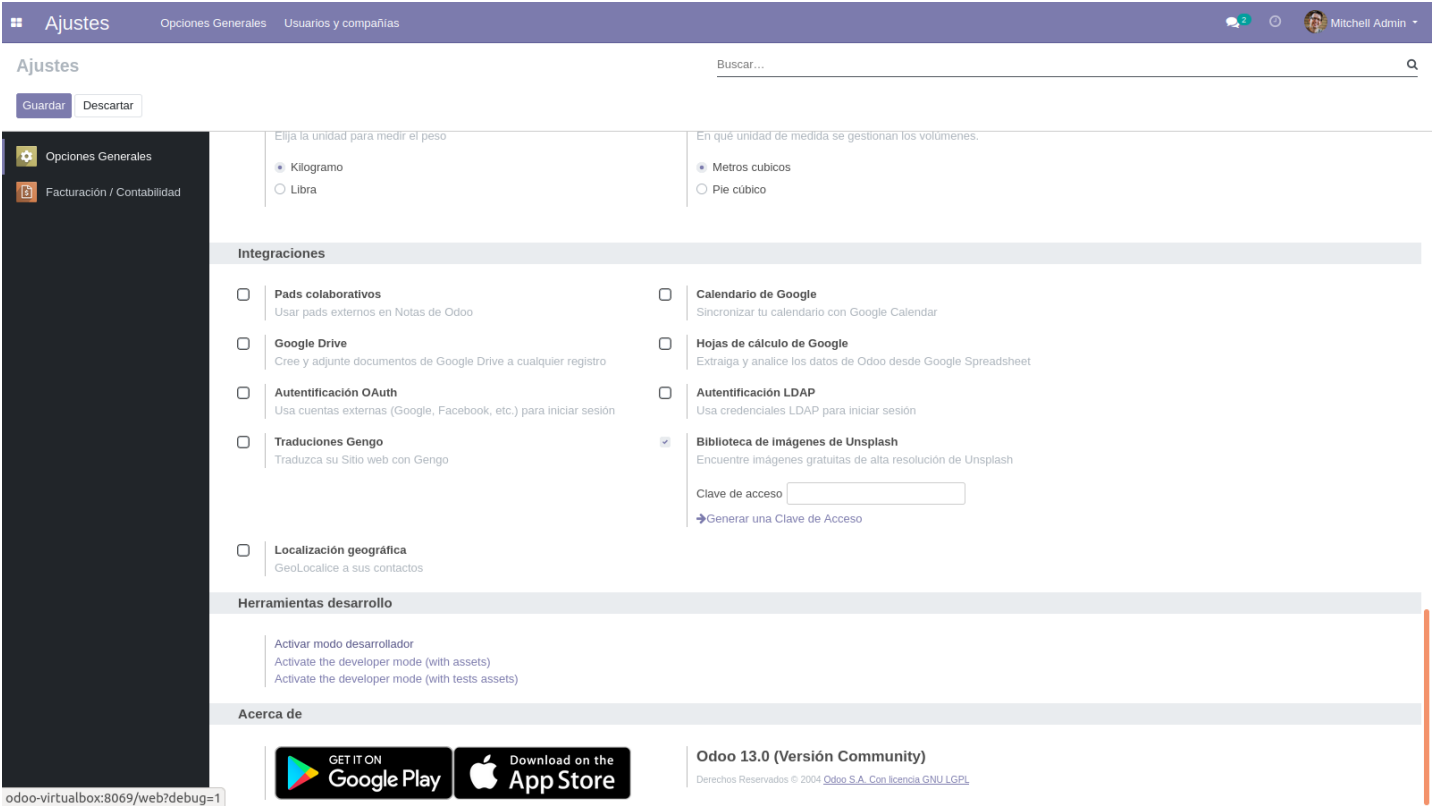 Ajustes Opciones Generales Usuarios y compañías 2 Mitchell Admin
Ajustes Buscar...
Guardar Descartar
Elija la unidad para medir el peso En qué unidad de medida se gestionan los volúmenes.
Opciones Generales Kilogramo Metros cubicos
Facturación / Contabilidad Libra Pie cúbico
Integraciones
Pads colaborativos Calendario de Google
Usar pads externos en Notas de Odoo Sincronizar tu calendario con Google Calendar
Google Drive Hojas de cálculo de Google
Cree y adjunte documentos de Google Drive a cualquier registro Extraiga y analice los datos de Odoo desde Google Spreadsheet
Autentificación OAuth Autentificación LDAP
Usa cuentas externas (Google, Facebook, etc.) para iniciar sesión Usa credenciales LDAP para iniciar sesión
Traduciones Gengo Biblioteca de imágenes de Unsplash
Traduzca su Sitio web con Gengo Encuentre imágenes gratuitas de alta resolución de Unsplash
Clave de acceso
Generar una Clave de Acceso
Localización geográfica
GeoLocalice a sus contactos
Herramientas desarrollo
Activar modo desarrollador
Activate the developer mode (with assets)
Activate the developer mode (with tests assets)
Acerca de
GET IT ON Download on the Odoo 13.0 (Versión Community)
Google Play App Store Derechos Reservados © 2004 Odoo S.A. Con licencia GNU LGPL
odoo-virtualbox:8069/web?debug=1